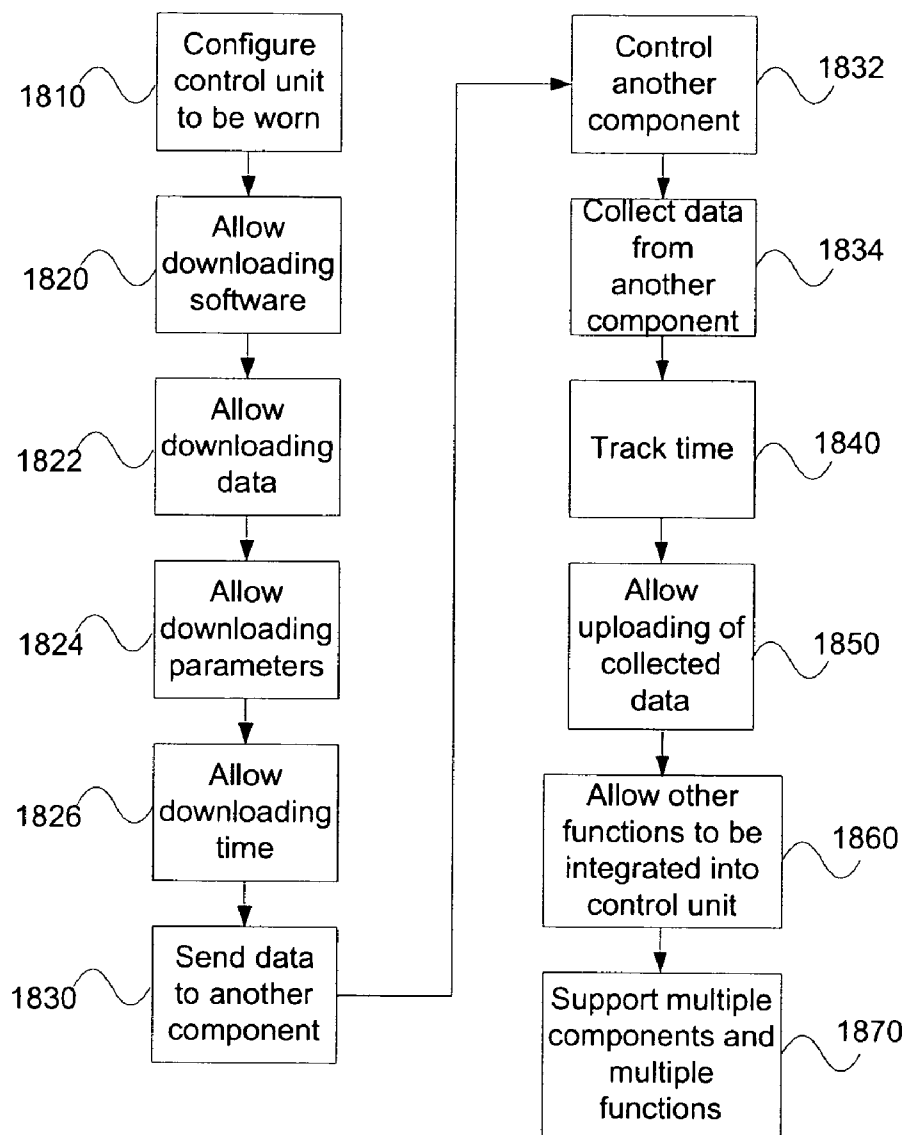 Configure
control unit
to be worn
1810
Allow
downloading
software
1820
Allow
downloading
data
1822
Allow
downloading
parameters
1824
Allow
downloading
time
1826
Send data
to another
component
1830
Control
another
component
1832
Collect data
from
another
component
1834
Track time
1840
Allow
uploading of
collected
data
1850
Allow other
functions to be
integrated into
control unit
1860
Support multiple
components and
multiple
functions
1870